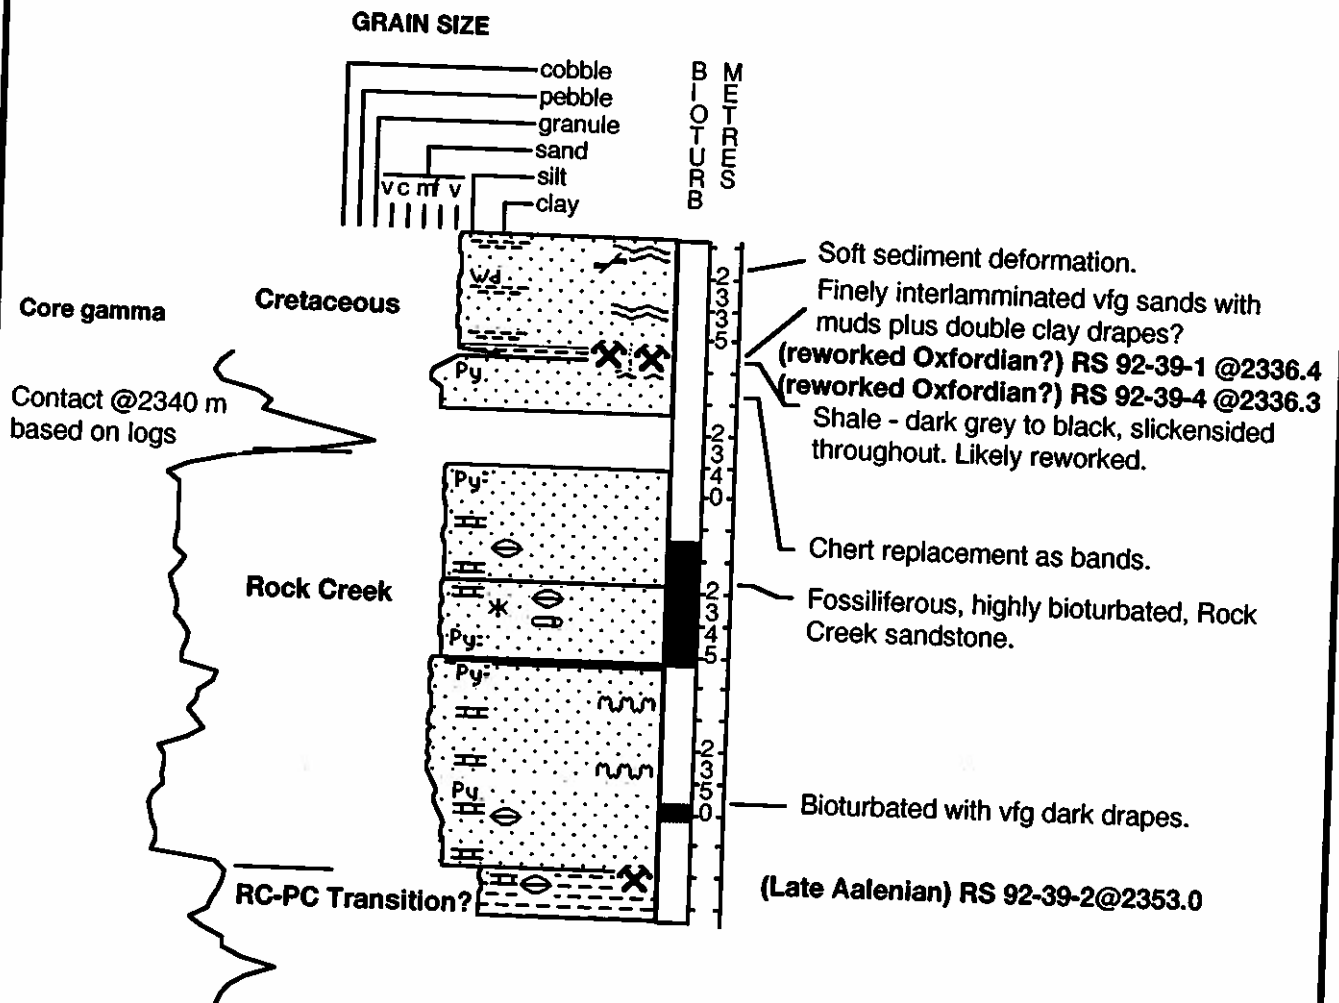 GRAIN SIZE
cobble
pebble
granule
sand
silt
clay
v c m f v
BIOTURB
METRES
Core gamma
Cretaceous
Contact @2340 m
based on logs
Rock Creek
RC-PC Transition?
Wd
Py
Py
Py
Py
Py
2335
2340
2345
2350
Soft sediment deformation.
Finely interlamminated vfg sands with
muds plus double clay drapes?
(reworked Oxfordian?) RS 92-39-1 @2336.4
(reworked Oxfordian?) RS 92-39-4 @2336.3
Shale - dark grey to black, slickensided
throughout. Likely reworked.
Chert replacement as bands.
Fossiliferous, highly bioturbated, Rock
Creek sandstone.
Bioturbated with vfg dark drapes.
(Late Aalenian) RS 92-39-2@2353.0